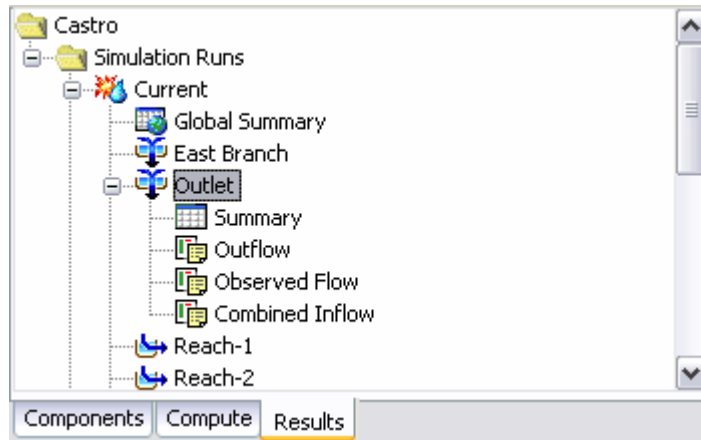 Castro
Simulation Runs
Current
Global Summary
East Branch
Outlet
Summary
Outflow
Observed Flow
Combined Inflow
Reach-1
Reach-2
Components Compute Results